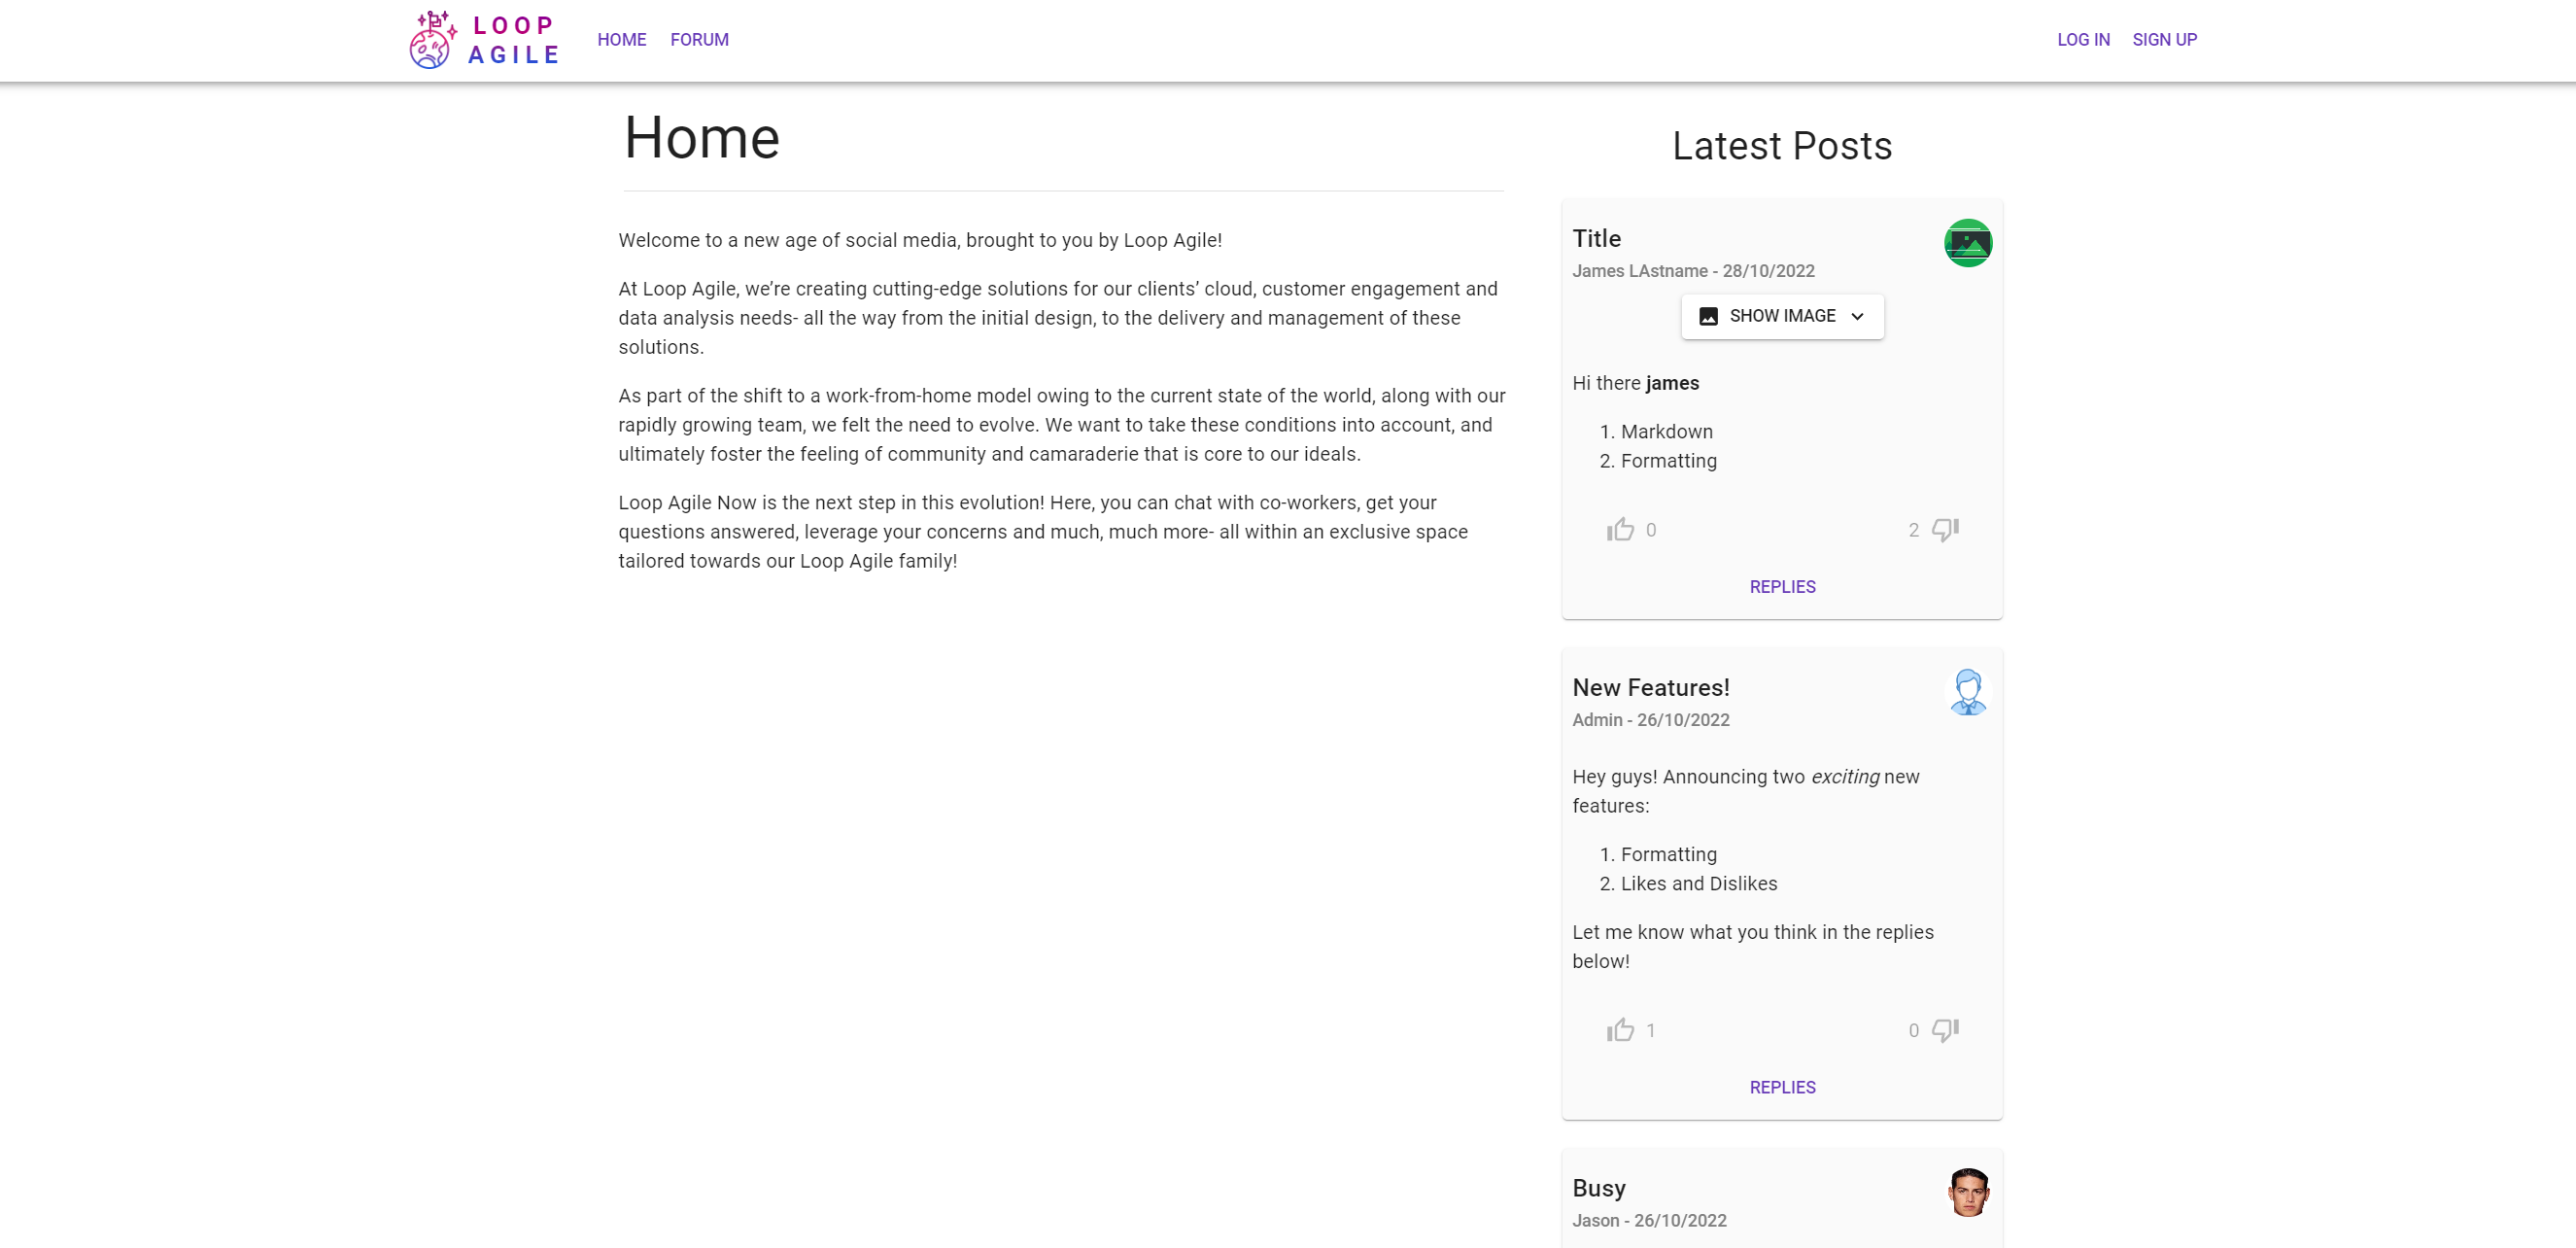 LOOP
AGILE
HOME
FORUM
LOG IN
SIGN UP
Home
Welcome to a new age of social media, brought to you by Loop Agile!
At Loop Agile, we’re creating cutting-edge solutions for our clients’ cloud, customer engagement and
data analysis needs- all the way from the initial design, to the delivery and management of these
solutions.
As part of the shift to a work-from-home model owing to the current state of the world, along with our
rapidly growing team, we felt the need to evolve. We want to take these conditions into account, and
ultimately foster the feeling of community and camaraderie that is core to our ideals.
Loop Agile Now is the next step in this evolution! Here, you can chat with co-workers, get your
questions answered, leverage your concerns and much, much more- all within an exclusive space
tailored towards our Loop Agile family!
Latest Posts
Title
James LAstname - 28/10/2022
SHOW IMAGE
Hi there james
1. Markdown
2. Formatting
0
2
REPLIES
New Features!
Admin - 26/10/2022
Hey guys! Announcing two exciting new
features:
1. Formatting
2. Likes and Dislikes
Let me know what you think in the replies
below!
1
0
REPLIES
Busy
Jason - 26/10/2022